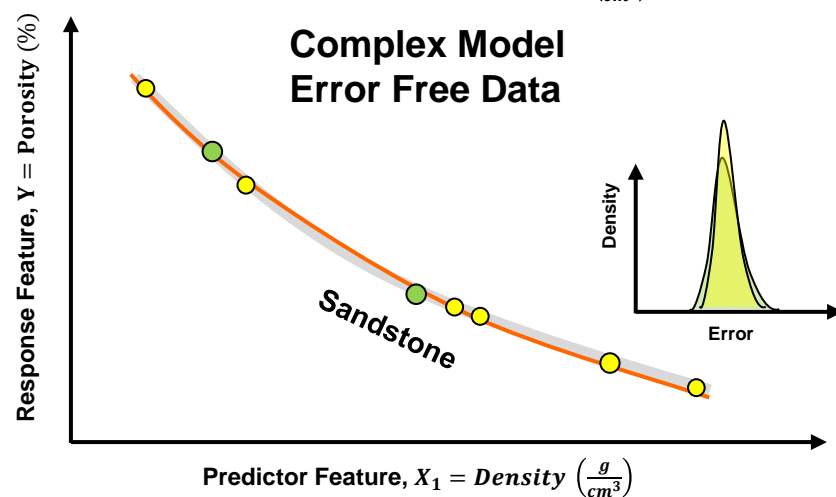 Complex Model
Error Free Data
Response Feature, Y = Porosity (%)
Sandstone
Density
Error
Predictor Feature, X₁ = Density (g/cm³)